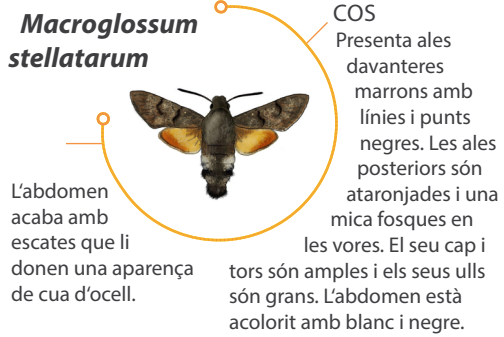 Macroglossum
stellatarum
COS
Presenta ales
davanteres
marrons amb
línies i punts
negres. Les ales
posteriors són
ataronjades i una
mica fosques en
les vores. El seu cap i
tors són amples i els seus ulls
són grans. L‘abdomen està
acolorit amb blanc i negre.
L‘abdomen
acaba amb
escates que li
donen una aparença
de cua d‘ocell.